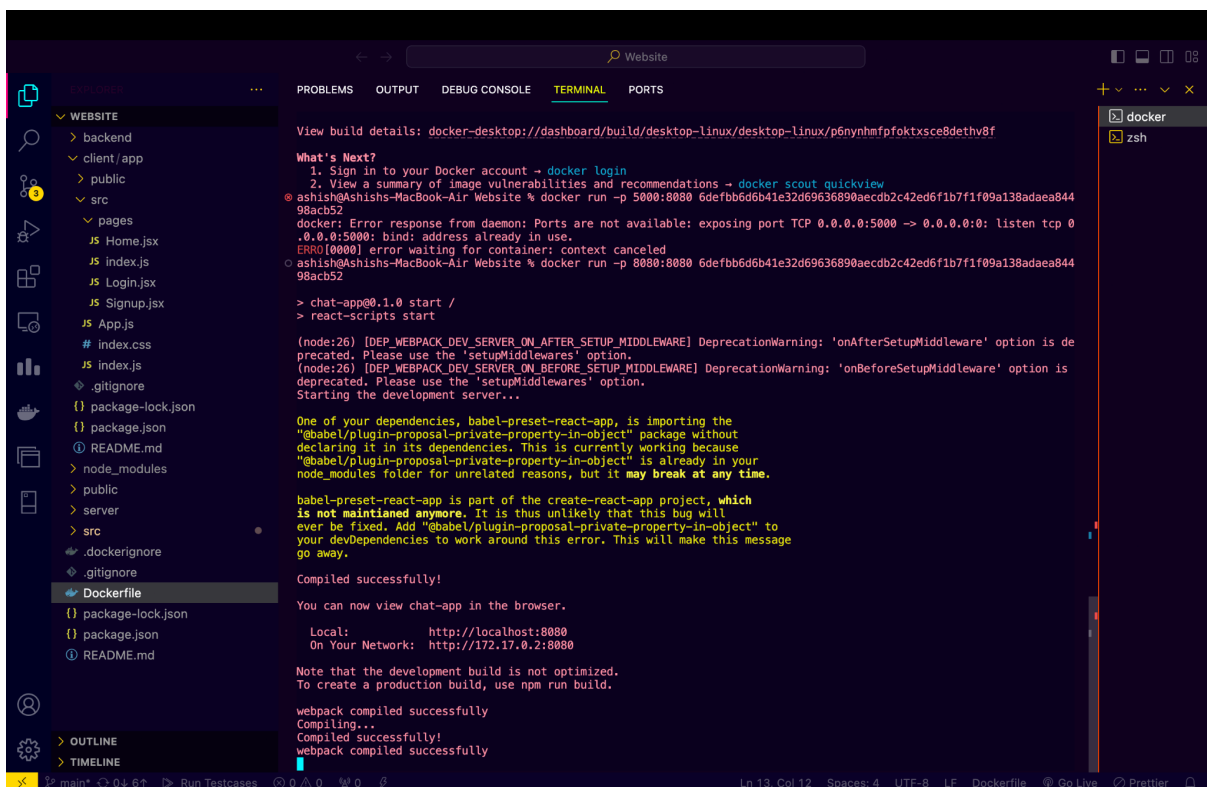 Website
EXPLORER
PROBLEMS OUTPUT DEBUG CONSOLE TERMINAL PORTS
WEBSITE
backend
client/app
public
src
pages
JS Home.jsx
JS index.js
JS Login.jsx
JS Signup.jsx
JS App.js
# index.css
JS index.js
.gitignore
{} package-lock.json
{} package.json
README.md
node_modules
public
server
src
.dockerignore
.gitignore
Dockerfile
{} package-lock.json
{} package.json
README.md
OUTLINE
TIMELINE
3
View build details: docker-desktop://dashboard/build/desktop-linux/desktop-linux/p6nynhmfpfoktxsce8dethv8f
What's Next?
1. Sign in to your Docker account → docker login
2. View a summary of image vulnerabilities and recommendations → docker scout quickview
ashish@Ashishs-MacBook-Air Website % docker run -p 5000:8080 6defbb6d6b41e32d69636890aecdb2c42ed6f1b7f1f09a138adaea844
98acb52
docker: Error response from daemon: Ports are not available: exposing port TCP 0.0.0.0:5000 -> 0.0.0.0:0: listen tcp 0
.0.0.0:5000: bind: address already in use.
ERRO[0000] error waiting for container: context canceled
ashish@Ashishs-MacBook-Air Website % docker run -p 8080:8080 6defbb6d6b41e32d69636890aecdb2c42ed6f1b7f1f09a138adaea844
98acb52
> chat-app@0.1.0 start /
> react-scripts start
(node:26) [DEP_WEBPACK_DEV_SERVER_ON_AFTER_SETUP_MIDDLEWARE] DeprecationWarning: 'onAfterSetupMiddleware' option is de
precated. Please use the 'setupMiddlewares' option.
(node:26) [DEP_WEBPACK_DEV_SERVER_ON_BEFORE_SETUP_MIDDLEWARE] DeprecationWarning: 'onBeforeSetupMiddleware' option is
deprecated. Please use the 'setupMiddlewares' option.
Starting the development server...
One of your dependencies, babel-preset-react-app, is importing the
"@babel/plugin-proposal-private-property-in-object" package without
declaring it in its dependencies. This is currently working because
"@babel/plugin-proposal-private-property-in-object" is already in your
node_modules folder for unrelated reasons, but it may break at any time.
babel-preset-react-app is part of the create-react-app project, which
is not maintianed anymore. It is thus unlikely that this bug will
ever be fixed. Add "@babel/plugin-proposal-private-property-in-object" to
your devDependencies to work around this error. This will make this message
go away.
Compiled successfully!
You can now view chat-app in the browser.
Local: http://localhost:8080
On Your Network: http://172.17.0.2:8080
Note that the development build is not optimized.
To create a production build, use npm run build.
webpack compiled successfully
Compiling...
Compiled successfully!
webpack compiled successfully
docker
zsh
main* 0↓ 6↑ Run Testcases 0 0 0 Ln 13, Col 12 Spaces: 4 UTF-8 LF Dockerfile Go Live Prettier